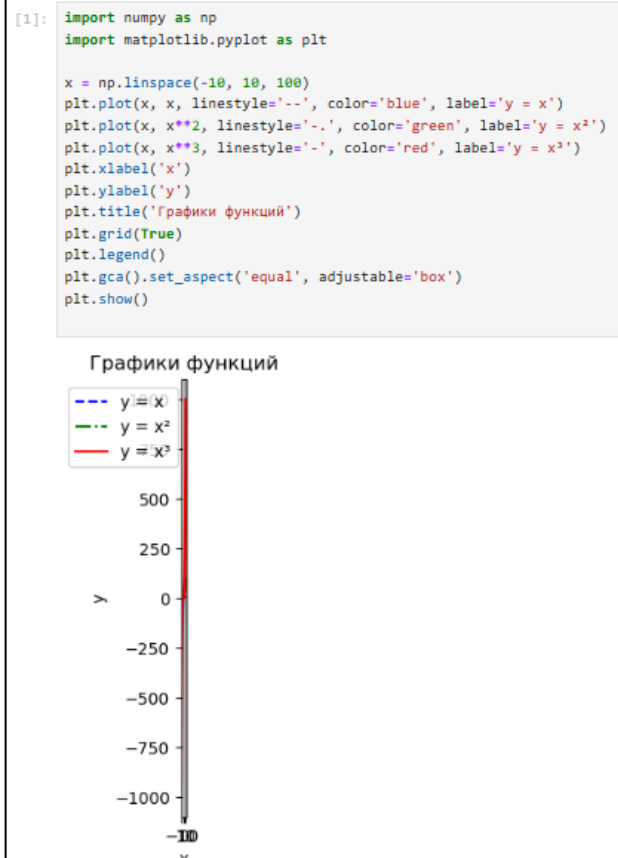 [1]: import numpy as np
import matplotlib.pyplot as plt
x = np.linspace(-10, 10, 100)
plt.plot(x, x, linestyle='--', color='blue', label='y = x')
plt.plot(x, x**2, linestyle='-.', color='green', label='y = x²')
plt.plot(x, x**3, linestyle='-', color='red', label='y = x³')
plt.xlabel('x')
plt.ylabel('y')
plt.title('Графики функций')
plt.grid(True)
plt.legend()
plt.gca().set_aspect('equal', adjustable='box')
plt.show()
Графики функций
y = x
y = x²
y = x³
500
250
y
0
−250
−500
−750
−1000